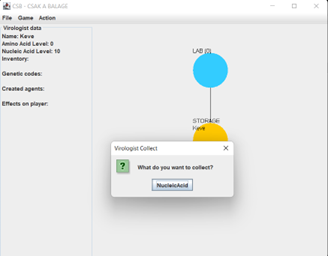 CSB - CSAK A BALAGE
File Game Action
Virologist data
Name: Keve
Amino Acid Level: 0
Nucleic Acid Level: 10
Inventory:
Genetic codes:
Created agents:
Effects on player:
LAB (0)
STORAGE
Keve
Virologist Collect
What do you want to collect?
NucleicAcid